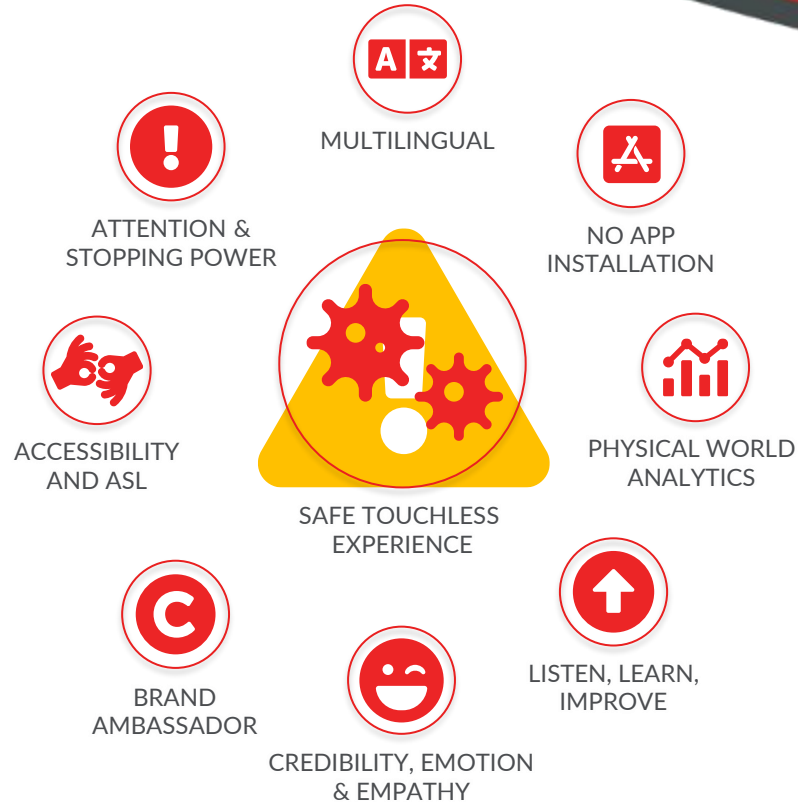 MULTILINGUAL
ATTENTION &
STOPPING POWER
NO APP
INSTALLATION
ACCESSIBILITY
AND ASL
PHYSICAL WORLD
ANALYTICS
SAFE TOUCHLESS
EXPERIENCE
BRAND
AMBASSADOR
LISTEN, LEARN,
IMPROVE
CREDIBILITY, EMOTION
& EMPATHY